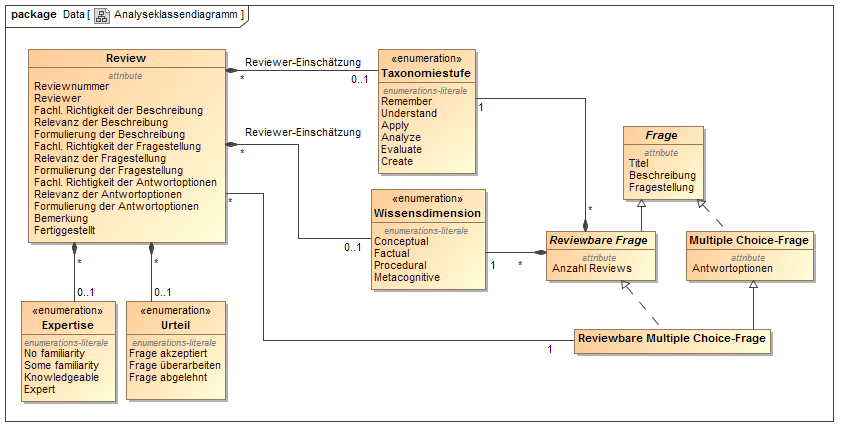 package Data [ Analyseklassendiagramm ]
Review
attribute
Reviewnummer
Reviewer
Fachl. Richtigkeit der Beschreibung
Relevanz der Beschreibung
Formulierung der Beschreibung
Fachl. Richtigkeit der Fragestellung
Relevanz der Fragestellung
Formulierung der Fragestellung
Fachl. Richtigkeit der Antwortoptionen
Relevanz der Antwortoptionen
Formulierung der Antwortoptionen
Bemerkung
Fertiggestellt
Reviewer-Einschätzung
*
0..1
«enumeration»
Taxonomiestufe
enumerations-literale
Remember
Understand
Apply
Analyze
Evaluate
Create
1
*
Reviewer-Einschätzung
*
0..1
«enumeration»
Wissensdimension
enumerations-literale
Conceptual
Factual
Procedural
Metacognitive
1
*
Frage
attribute
Titel
Beschreibung
Fragestellung
Reviewbare Frage
attribute
Anzahl Reviews
Multiple Choice-Frage
attribute
Antwortoptionen
*
1
Reviewbare Multiple Choice-Frage
*
0..1
«enumeration»
Expertise
enumerations-literale
No familiarity
Some familiarity
Knowledgeable
Expert
*
0..1
«enumeration»
Urteil
enumerations-literale
Frage akzeptiert
Frage überarbeiten
Frage abgelehnt